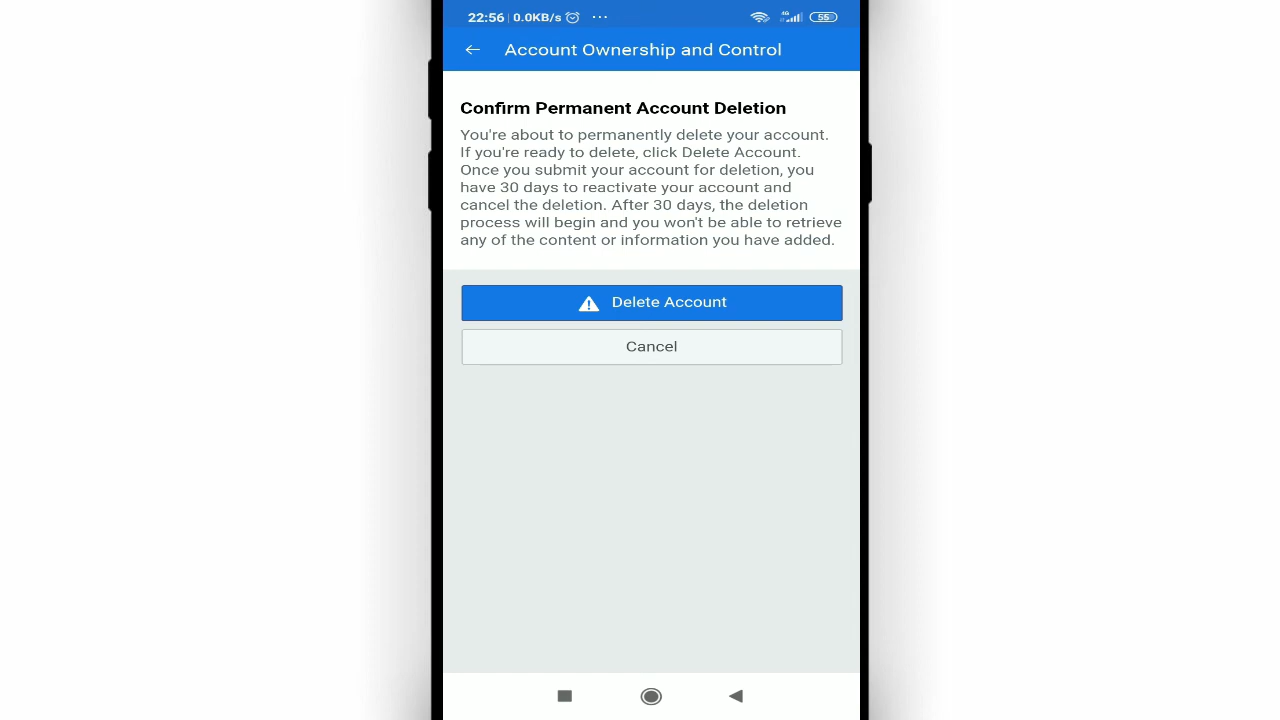 22:56 0.0KB/s ...
4G 55
Account Ownership and Control
Confirm Permanent Account Deletion
You're about to permanently delete your account.
If you're ready to delete, click Delete Account.
Once you submit your account for deletion, you
have 30 days to reactivate your account and
cancel the deletion. After 30 days, the deletion
process will begin and you won't be able to retrieve
any of the content or information you have added.
Delete Account
Cancel